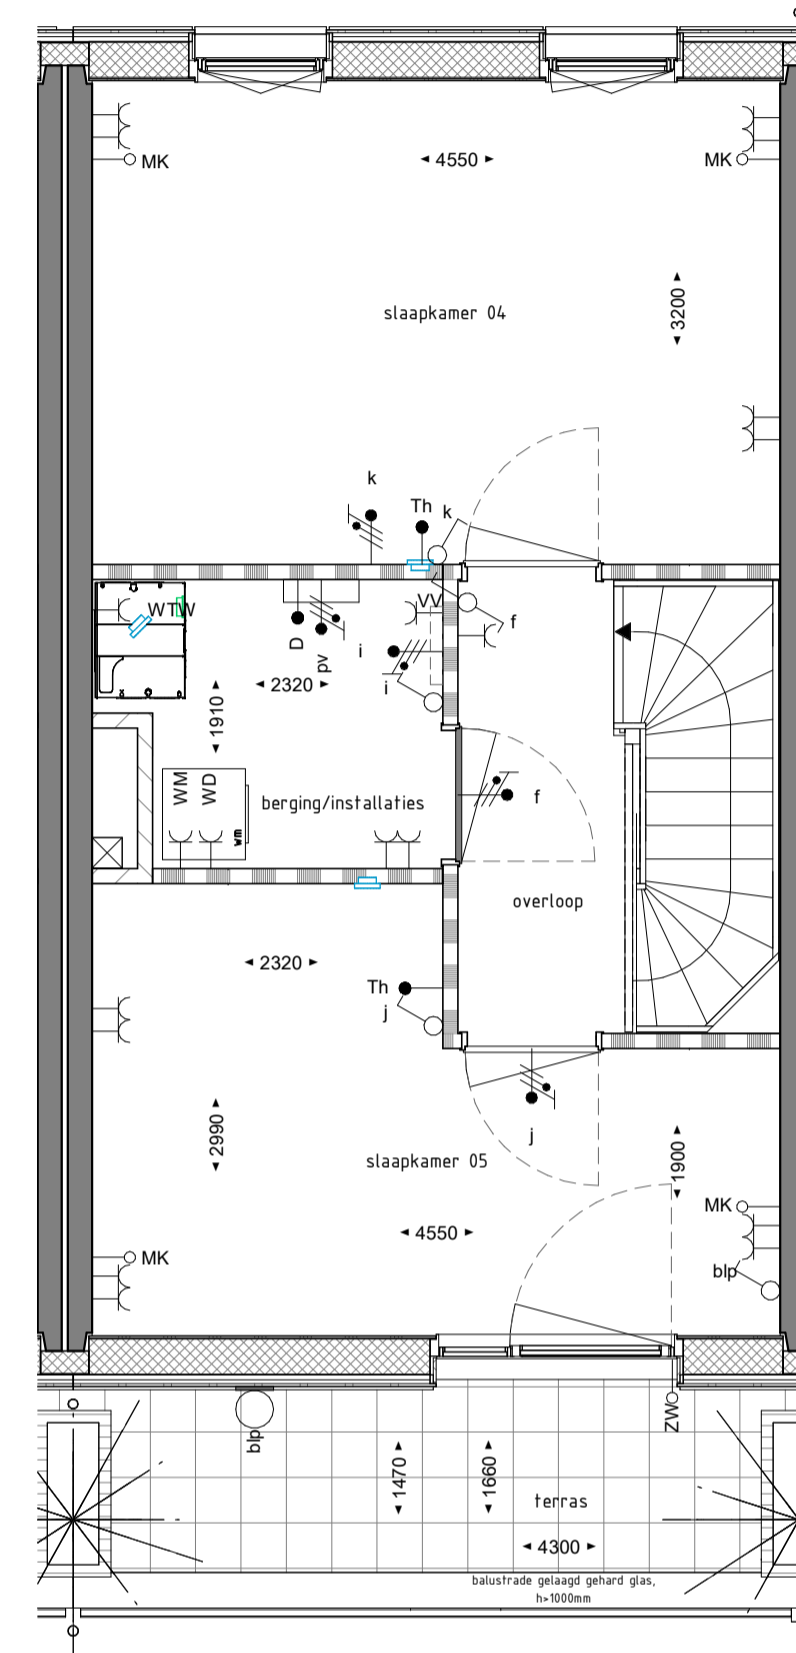 MK
4550
MK
3200
slaapkamer 04
k
Th
k
WTW
VV
f
D
pv
i
i
2320
1910
WM
WD
wm
berging/installaties
f
overloop
2320
Th
j
2990
slaapkamer 05
j
1900
MK
4550
MK
blp
blp
ZW
1470
1660
terras
4300
balustrade gelaagd gehard glas,
h>1000mm